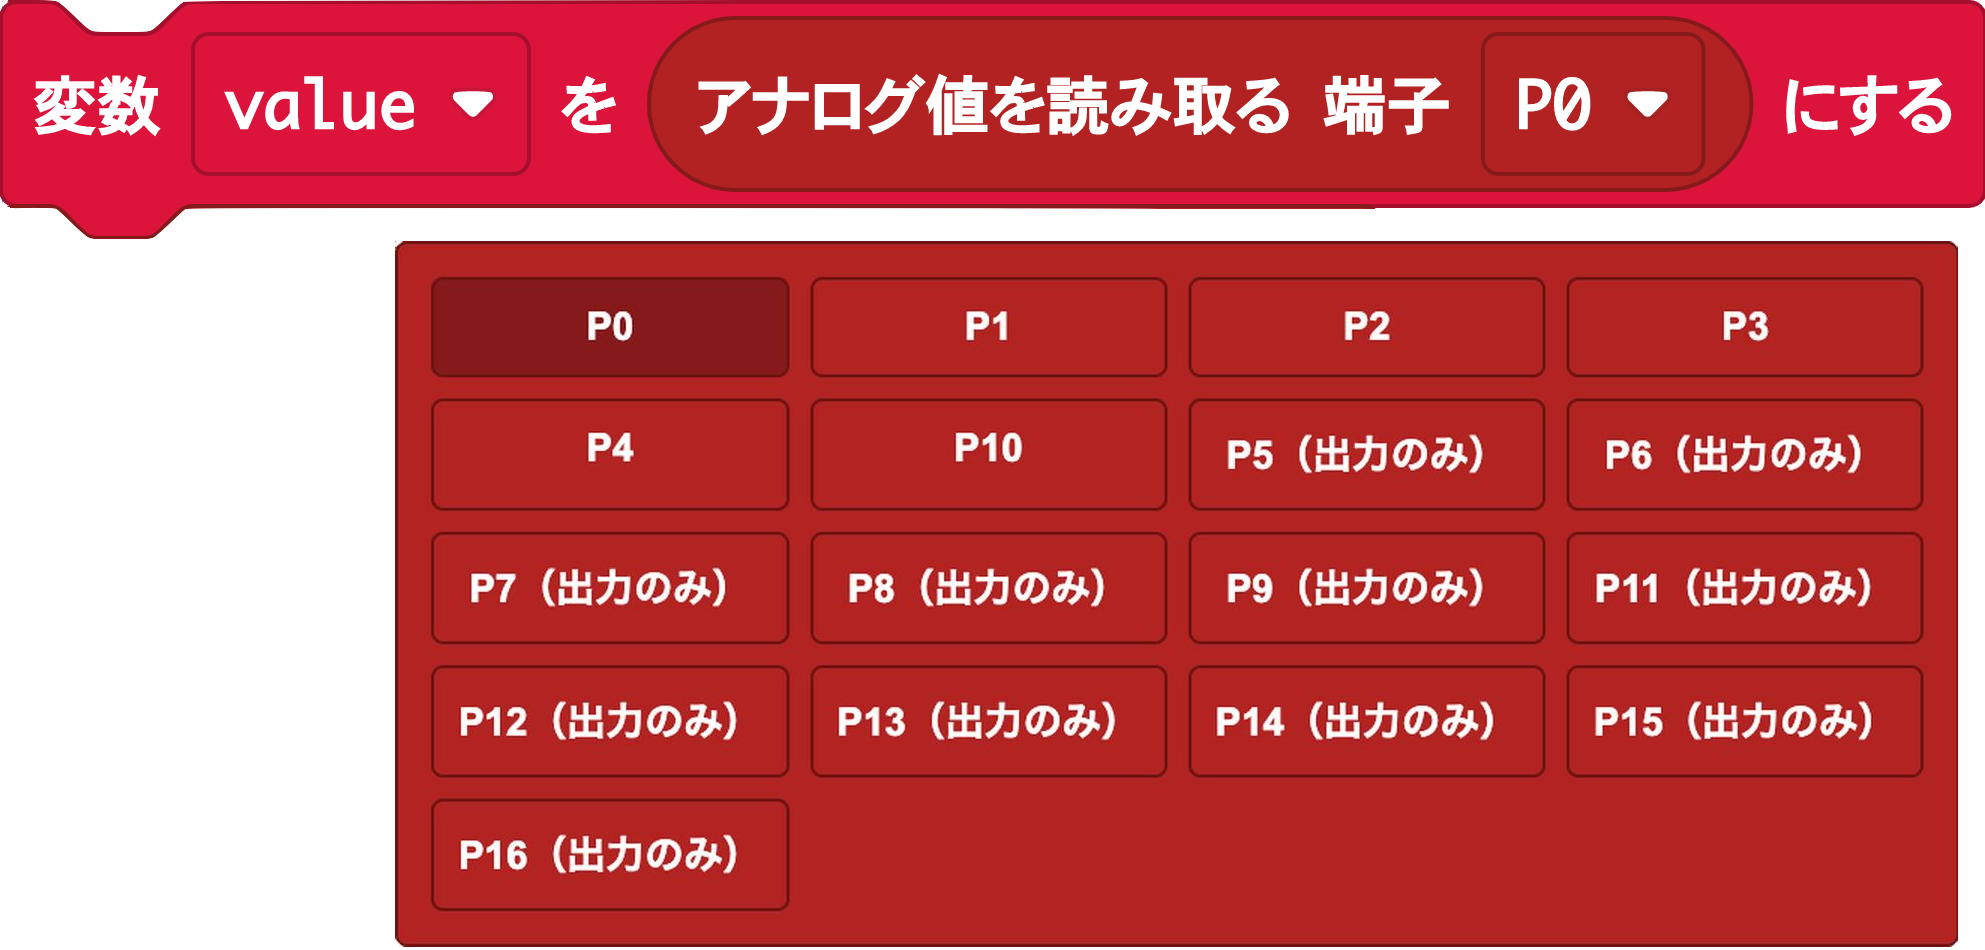 変数 value を アナログ値を読み取る 端子 P0 にする
P0 P1 P2 P3
P4 P10 P5（出力のみ） P6（出力のみ）
P7（出力のみ） P8（出力のみ） P9（出力のみ） P11（出力のみ）
P12（出力のみ） P13（出力のみ） P14（出力のみ） P15（出力のみ）
P16（出力のみ）